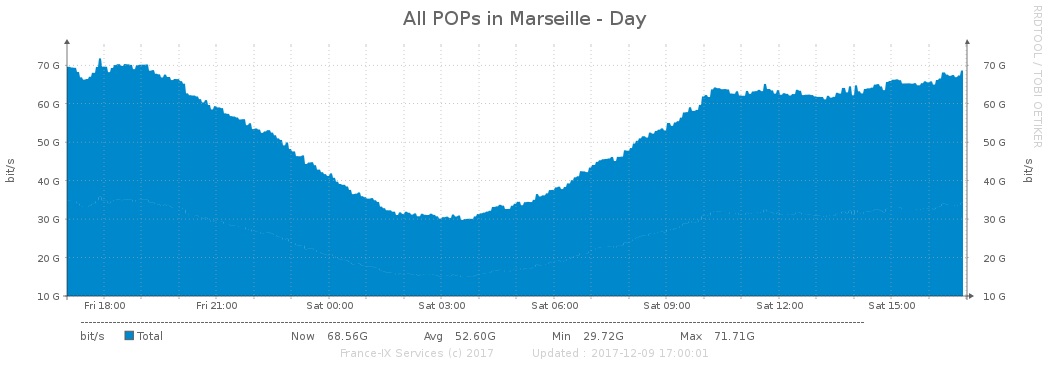 All POPs in Marseille - Day
RRDTOOL / TOBI OETIKER
bit/s
70 G
60 G
50 G
40 G
30 G
20 G
10 G
70 G
60 G
50 G
40 G
30 G
20 G
10 G
bit/s
Fri 18:00 Fri 21:00 Sat 00:00 Sat 03:00 Sat 06:00 Sat 09:00 Sat 12:00 Sat 15:00
bit/s Total Now 68.56G Avg 52.60G Min 29.72G Max 71.71G
France-IX Services (c) 2017 Updated : 2017-12-09 17:00:01